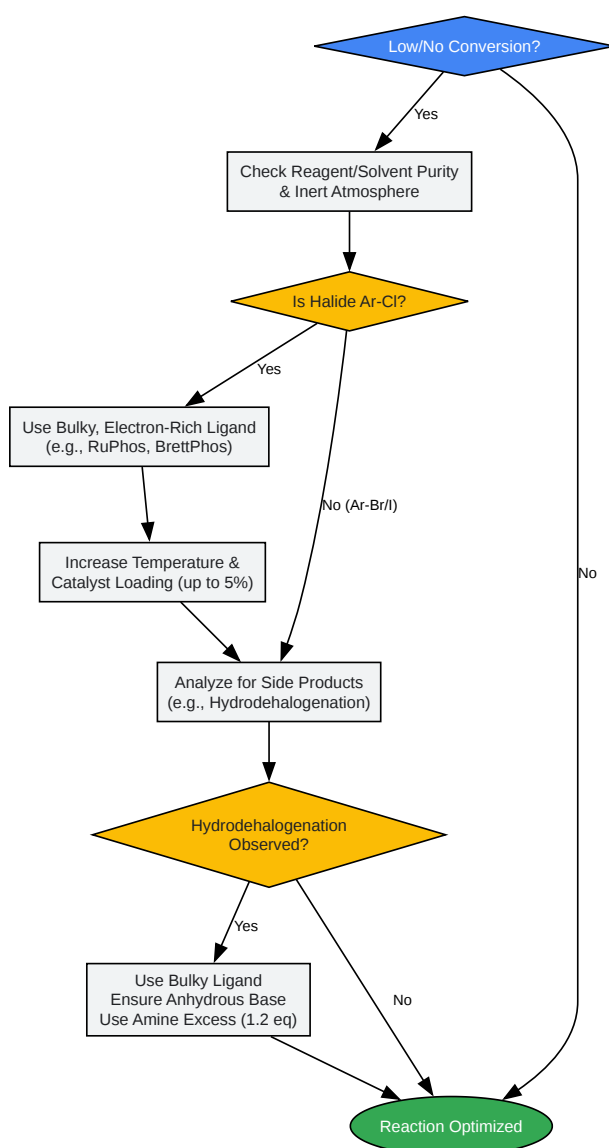 Low/No Conversion?
Yes
Check Reagent/Solvent Purity
& Inert Atmosphere
Is Halide Ar-Cl?
Yes
Use Bulky, Electron-Rich Ligand
(e.g., RuPhos, BrettPhos)
No (Ar-Br/I)
Increase Temperature &
Catalyst Loading (up to 5%)
No
Analyze for Side Products
(e.g., Hydrodehalogenation)
Hydrodehalogenation
Observed?
Yes
Use Bulky Ligand
Ensure Anhydrous Base
Use Amine Excess (1.2 eq)
No
Reaction Optimized